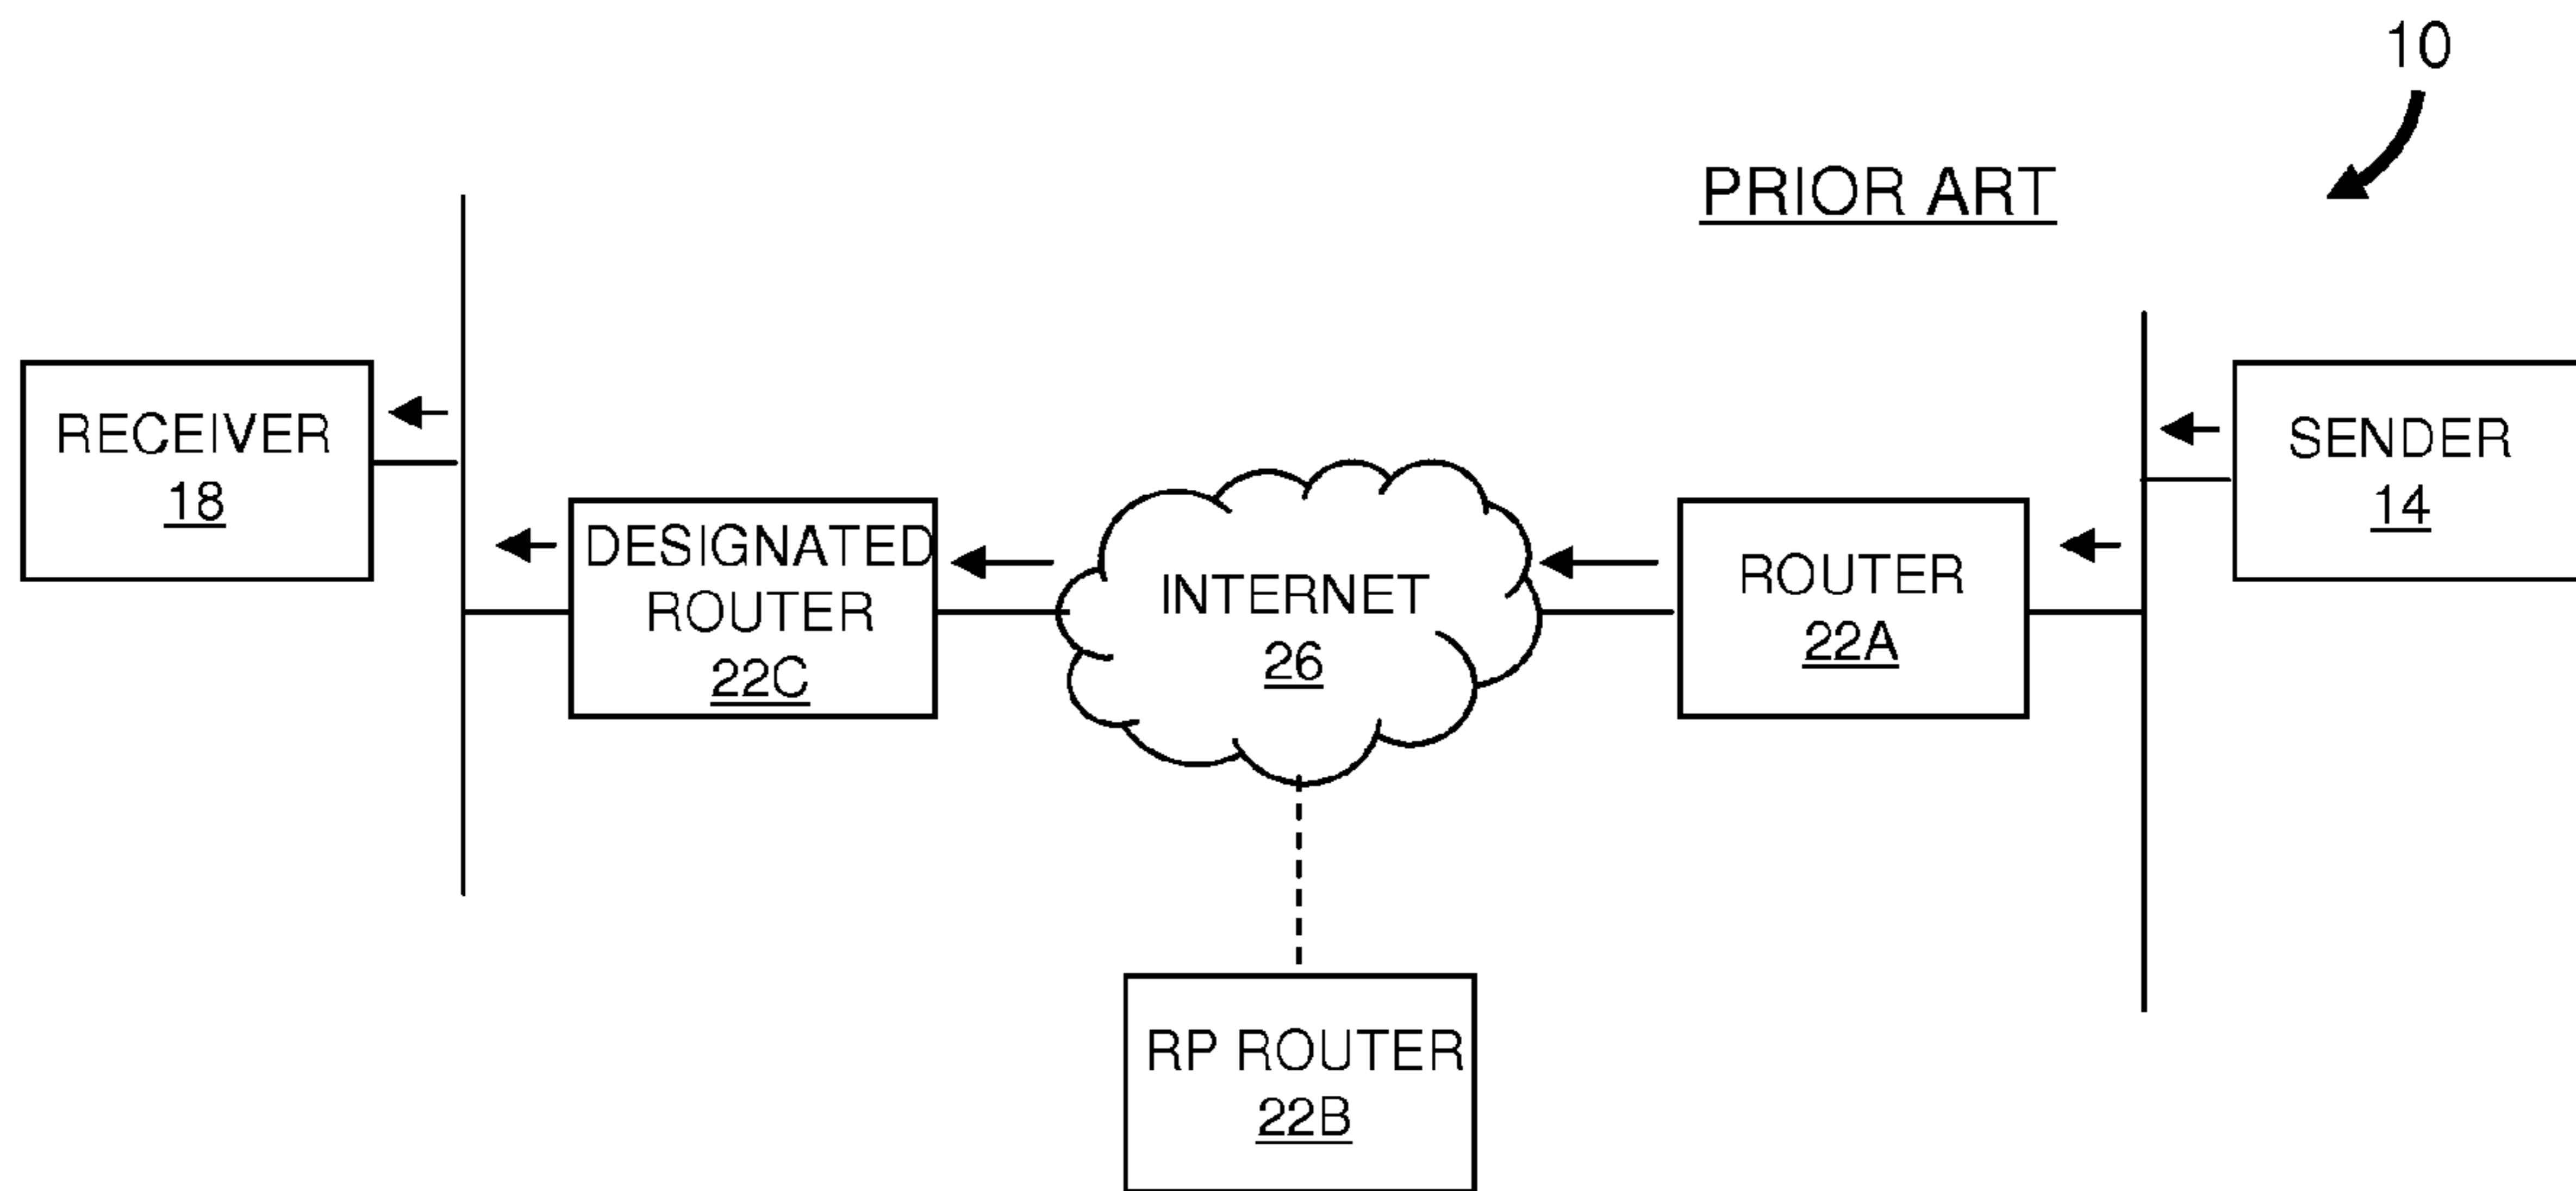 10
PRIOR ART
RECEIVER
18
DESIGNATED
ROUTER
22C
INTERNET
26
ROUTER
22A
SENDER
14
RP ROUTER
22B